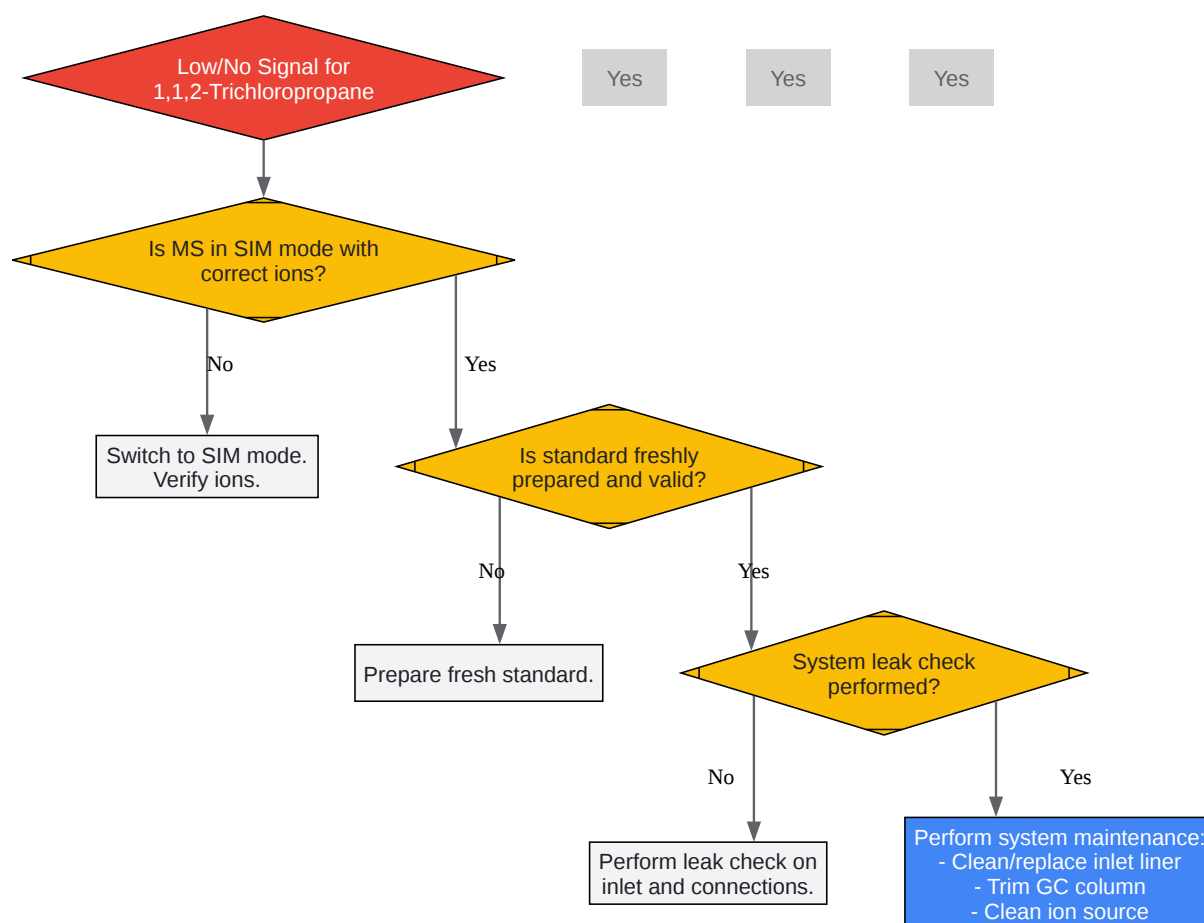 Low/No Signal for
1,1,2-Trichloropropane
Yes
Yes
Yes
Is MS in SIM mode with
correct ions?
No
Yes
Switch to SIM mode.
Verify ions.
Is standard freshly
prepared and valid?
No
Yes
Prepare fresh standard.
System leak check
performed?
No
Yes
Perform leak check on
inlet and connections.
Perform system maintenance:
- Clean/replace inlet liner
- Trim GC column
- Clean ion source